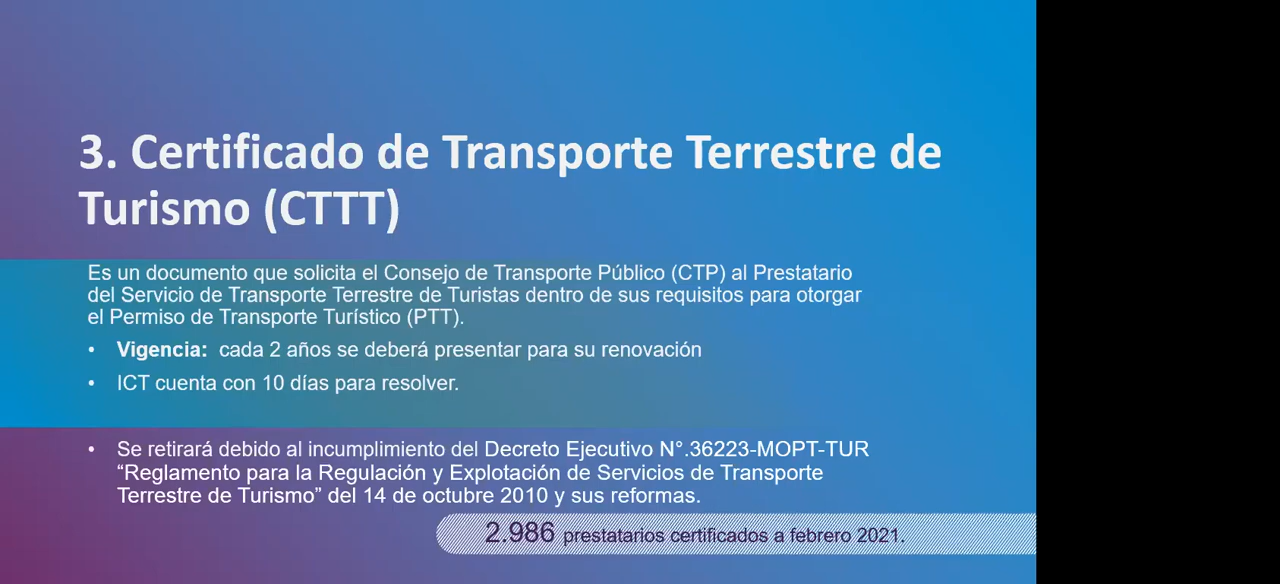 3. Certificado de Transporte Terrestre de
Turismo (CTTT)
Es un documento que solicita el Consejo de Transporte Público (CTP) al Prestatario
del Servicio de Transporte Terrestre de Turistas dentro de sus requisitos para otorgar
el Permiso de Transporte Turístico (PTT).
• Vigencia: cada 2 años se deberá presentar para su renovación
• ICT cuenta con 10 días para resolver.
• Se retirará debido al incumplimiento del Decreto Ejecutivo N°.36223-MOPT-TUR
“Reglamento para la Regulación y Explotación de Servicios de Transporte
Terrestre de Turismo” del 14 de octubre 2010 y sus reformas.
2.986 prestatarios certificados a febrero 2021.